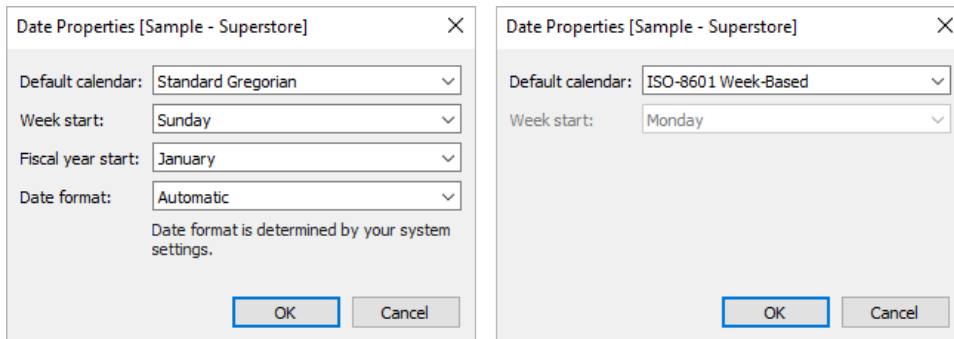 Date Properties [Sample - Superstore]
Default calendar: Standard Gregorian
Week start: Sunday
Fiscal year start: January
Date format: Automatic
Date format is determined by your system
settings.
OK Cancel
Date Properties [Sample - Superstore]
Default calendar: ISO-8601 Week-Based
Week start: Monday
OK Cancel